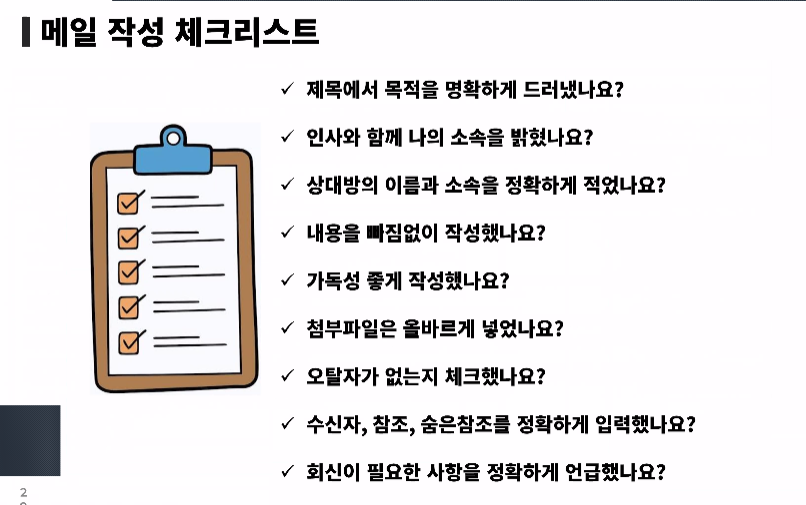 메일 작성 체크리스트
✓ 제목에서 목적을 명확하게 드러냈나요?
✓ 인사와 함께 나의 소속을 밝혔나요?
✓ 상대방의 이름과 소속을 정확하게 적었나요?
✓ 내용을 빠짐없이 작성했나요?
✓ 가독성 좋게 작성했나요?
✓ 첨부파일은 올바르게 넣었나요?
✓ 오탈자가 없는지 체크했나요?
✓ 수신자, 참조, 숨은참조를 정확하게 입력했나요?
✓ 회신이 필요한 사항을 정확하게 언급했나요?
2